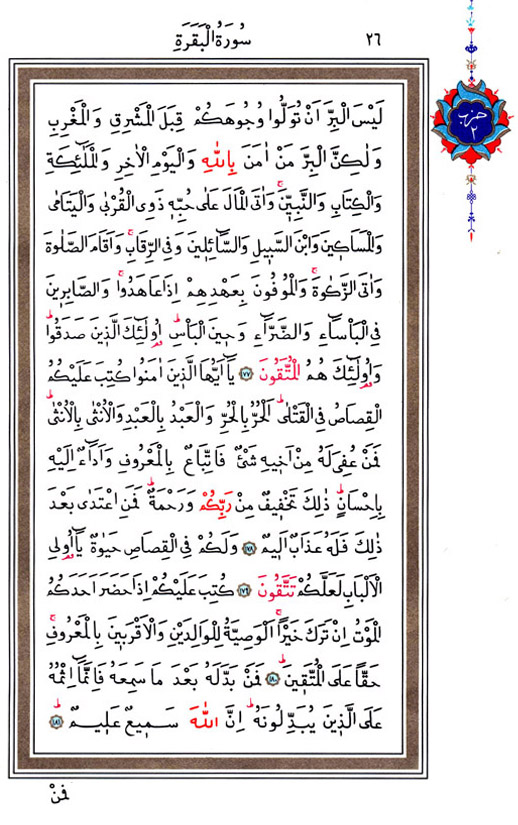 سُورَةُ الْبَقَرَةِ
٢٦
حزب
٢
لَيْسَ الْبِرَّ اَنْ تُوَلُّوا وُجُوهَكُمْ قِبَلَ الْمَشْرِقِ وَالْمَغْرِبِ
وَلٰكِنَّ الْبِرَّ مَنْ اٰمَنَ بِاللّٰهِ وَالْيَوْمِ الْاٰخِرِ وَالْمَلٰٓئِكَةِ
وَالْكِتَابِ وَالنَّبِيّٖنَۚ وَاٰتَى الْمَالَ عَلٰى حُبِّهٖ ذَوِي الْقُرْبٰى وَالْيَتَامٰى
وَالْمَسَاكٖينَ وَابْنَ السَّبٖيلِ وَالسَّٓائِلٖينَ وَفِي الرِّقَابِۚ وَاَقَامَ الصَّلٰوةَ
وَاٰتَى الزَّكٰوةَۚ وَالْمُوفُونَ بِعَهْدِهِمْ اِذَا عَاهَدُواۚ وَالصَّابِرٖينَ
فِي الْبَأْسَٓاءِ وَالضَّرَّٓاءِ وَحٖينَ الْبَأْسِۜ اُو۬لٰٓئِكَ الَّذٖينَ صَدَقُواۜ
وَاُو۬لٰٓئِكَ هُمُ الْمُتَّقُونَ ﴿١٧٧﴾ يَٓا اَيُّهَا الَّذٖينَ اٰمَنُوا كُتِبَ عَلَيْكُمُ
الْقِصَاصُ فِي الْقَتْلٰىۜ اَلْحُرُّ بِالْحُرِّ وَالْعَبْدُ بِالْعَبْدِ وَالْاُنْثٰى بِالْاُنْثٰىۜ
فَمَنْ عُفِيَ لَهُ مِنْ اَخٖيهِ شَيْءٌ فَاتِّبَاعٌ بِالْمَعْرُوفِ وَاَدَٓاءٌ اِلَيْهِ
بِاِحْسَانٍۜ ذٰلِكَ تَخْفٖيفٌ مِنْ رَبِّكُمْ وَرَحْمَةٌۜ فَمَنِ اعْتَدٰى بَعْدَ
ذٰلِكَ فَلَهُ عَذَابٌ اَلٖيمٌ ﴿١٧٨﴾ وَلَكُمْ فِي الْقِصَاصِ حَيٰوةٌ يَٓا اُو۬لِي
الْاَلْبَابِ لَعَلَّكُمْ تَتَّقُونَ ﴿١٧٩﴾ كُتِبَ عَلَيْكُمْ اِذَا حَضَرَ اَحَدَكُمُ
الْمَوْتُ اِنْ تَرَكَ خَيْرًاۚ اَلْوَصِيَّةُ لِلْوَالِدَيْنِ وَالْاَقْرَبٖينَ بِالْمَعْرُوفِۚ
حَقًّا عَلَى الْمُتَّقٖينَۜ ﴿١٨٠﴾ فَمَنْ بَدَّلَهُ بَعْدَ مَا سَمِعَهُ فَاِنَّمَٓا اِثْمُهُ
عَلَى الَّذٖينَ يُبَدِّلُونَهُۜ اِنَّ اللّٰهَ سَمٖيعٌ عَلٖيمٌۜ ﴿١٨١﴾
فَمَنْ